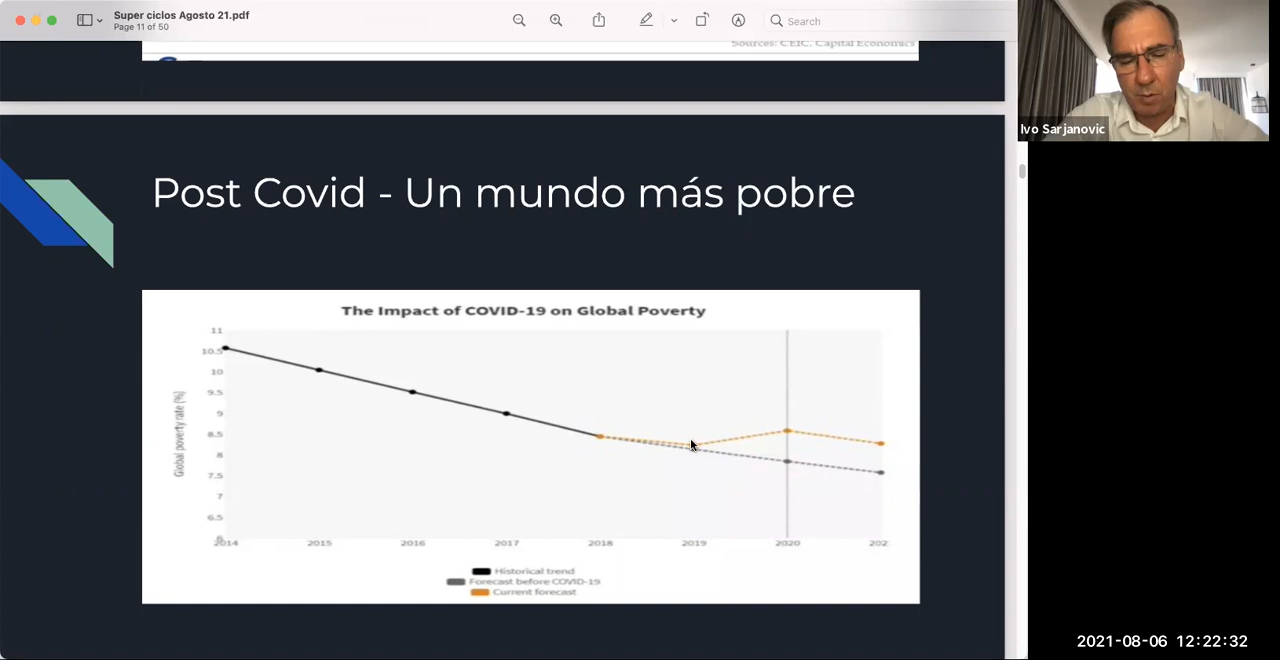 Super ciclos Agosto 21.pdf
Page 11 of 50
Search
Sources: CEIC, Capital Economics
Ivo Sarjanovic
Post Covid - Un mundo más pobre
The Impact of COVID-19 on Global Poverty
Global poverty rate (%)
11
10.5
10
9.5
9
8.5
8
7.5
7
6.5
2014 2015 2016 2017 2018 2019 2020 202
Historical trend
Forecast before COVID-19
Current forecast
2021-08-06 12:22:32